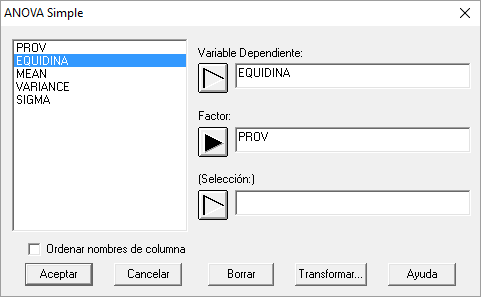 ANOVA Simple
PROV
EQUIDINA
MEAN
VARIANCE
SIGMA
Variable Dependiente:
EQUIDINA
Factor:
PROV
(Selección:)
Ordenar nombres de columna
Aceptar
Cancelar
Borrar
Transformar...
Ayuda